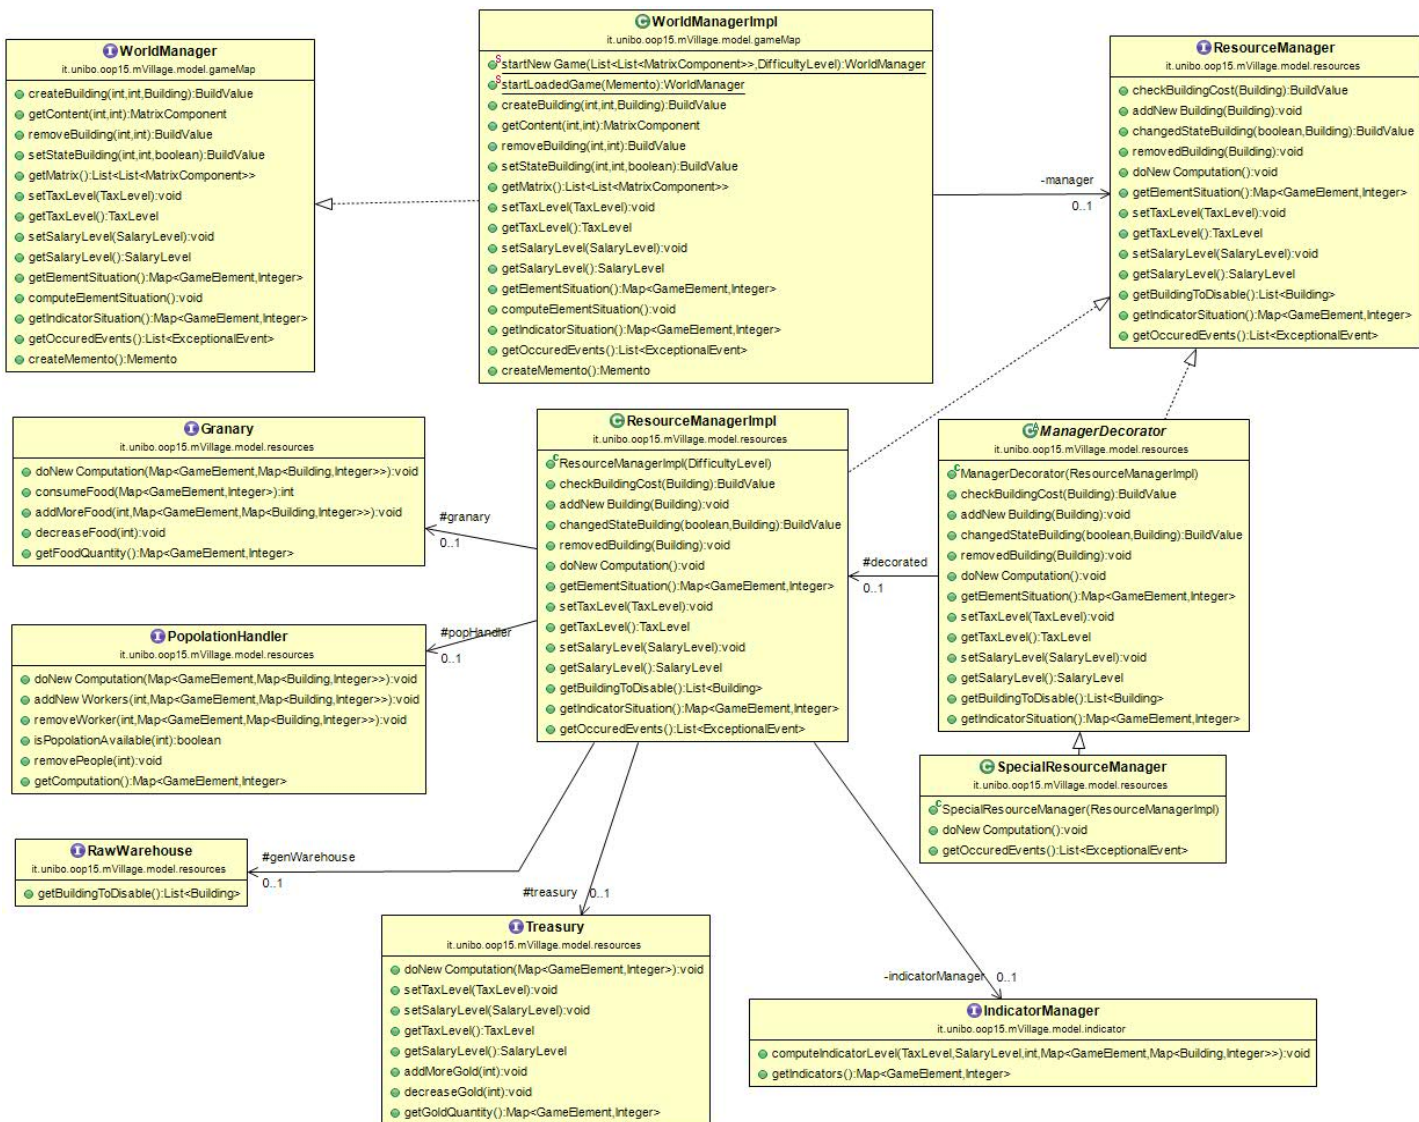 WorldManager
it.unibo.oop15.mVillage.model.gameMap
createBuilding(int,int,Building):BuildValue
getContent(int,int):MatrixComponent
removeBuilding(int,int):BuildValue
setStateBuilding(int,int,boolean):BuildValue
getMatrix():List<List<MatrixComponent>>
setTaxLevel(TaxLevel):void
getTaxLevel():TaxLevel
setSalaryLevel(SalaryLevel):void
getSalaryLevel():SalaryLevel
getElementSituation():Map<GameElement,Integer>
computeElementSituation():void
getIndicatorSituation():Map<GameElement,Integer>
getOccuredEvents():List<ExceptionalEvent>
createMemento():Memento
WorldManagerImpl
it.unibo.oop15.mVillage.model.gameMap
startNew Game(List<List<MatrixComponent>>,DifficultyLevel):WorldManager
startLoadedGame(Memento):WorldManager
createBuilding(int,int,Building):BuildValue
getContent(int,int):MatrixComponent
removeBuilding(int,int):BuildValue
setStateBuilding(int,int,boolean):BuildValue
getMatrix():List<List<MatrixComponent>>
setTaxLevel(TaxLevel):void
getTaxLevel():TaxLevel
setSalaryLevel(SalaryLevel):void
getSalaryLevel():SalaryLevel
getElementSituation():Map<GameElement,Integer>
computeElementSituation():void
getIndicatorSituation():Map<GameElement,Integer>
getOccuredEvents():List<ExceptionalEvent>
createMemento():Memento
-manager
0..1
ResourceManager
it.unibo.oop15.mVillage.model.resources
checkBuildingCost(Building):BuildValue
addNew Building(Building):void
changedStateBuilding(boolean,Building):BuildValue
removedBuilding(Building):void
doNew Computation():void
getElementSituation():Map<GameElement,Integer>
setTaxLevel(TaxLevel):void
getTaxLevel():TaxLevel
setSalaryLevel(SalaryLevel):void
getSalaryLevel():SalaryLevel
getBuildingToDisable():List<Building>
getIndicatorSituation():Map<GameElement,Integer>
getOccuredEvents():List<ExceptionalEvent>
Granary
it.unibo.oop15.mVillage.model.resources
doNew Computation(Map<GameElement,Map<Building,Integer>>):void
consumeFood(Map<GameElement,Integer>):int
addMoreFood(int,Map<GameElement,Map<Building,Integer>>):void
decreaseFood(int):void
getFoodQuantity():Map<GameElement,Integer>
#granary
0..1
ResourceManagerImpl
it.unibo.oop15.mVillage.model.resources
ResourceManagerImpl(DifficultyLevel)
checkBuildingCost(Building):BuildValue
addNew Building(Building):void
changedStateBuilding(boolean,Building):BuildValue
removedBuilding(Building):void
doNew Computation():void
getElementSituation():Map<GameElement,Integer>
setTaxLevel(TaxLevel):void
getTaxLevel():TaxLevel
setSalaryLevel(SalaryLevel):void
getSalaryLevel():SalaryLevel
getBuildingToDisable():List<Building>
getIndicatorSituation():Map<GameElement,Integer>
getOccuredEvents():List<ExceptionalEvent>
#decorated
0..1
ManagerDecorator
it.unibo.oop15.mVillage.model.resources
ManagerDecorator(ResourceManagerImpl)
checkBuildingCost(Building):BuildValue
addNew Building(Building):void
changedStateBuilding(boolean,Building):BuildValue
removedBuilding(Building):void
doNew Computation():void
getElementSituation():Map<GameElement,Integer>
setTaxLevel(TaxLevel):void
getTaxLevel():TaxLevel
setSalaryLevel(SalaryLevel):void
getSalaryLevel():SalaryLevel
getBuildingToDisable():List<Building>
getIndicatorSituation():Map<GameElement,Integer>
PopolationHandler
it.unibo.oop15.mVillage.model.resources
doNew Computation(Map<GameElement,Map<Building,Integer>>):void
addNew Workers(int,Map<GameElement,Map<Building,Integer>>):void
removeWorker(int,Map<GameElement,Map<Building,Integer>>):void
isPopolationAvailable(int):boolean
removePeople(int):void
getComputation():Map<GameElement,Integer>
#popHandler
0..1
SpecialResourceManager
it.unibo.oop15.mVillage.model.resources
SpecialResourceManager(ResourceManagerImpl)
doNew Computation():void
getOccuredEvents():List<ExceptionalEvent>
RawWarehouse
it.unibo.oop15.mVillage.model.resources
getBuildingToDisable():List<Building>
#genWarehouse
0..1
#treasury
0..1
Treasury
it.unibo.oop15.mVillage.model.resources
doNew Computation(Map<GameElement,Integer>):void
setTaxLevel(TaxLevel):void
setSalaryLevel(SalaryLevel):void
getTaxLevel():TaxLevel
getSalaryLevel():SalaryLevel
addMoreGold(int):void
decreaseGold(int):void
getGoldQuantity():Map<GameElement,Integer>
-indicatorManager
0..1
IndicatorManager
it.unibo.oop15.mVillage.model.indicator
computeIndicatorLevel(TaxLevel,SalaryLevel,int,Map<GameElement,Map<Building,Integer>>):void
getIndicators():Map<GameElement,Integer>